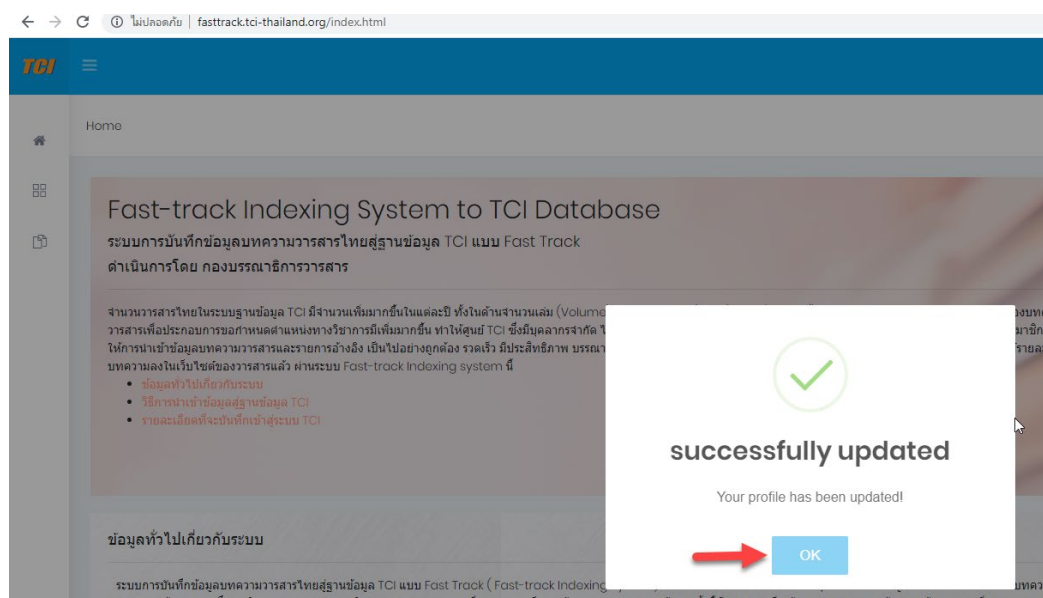 ไม่ปลอดภัย | fasttrack.tci-thailand.org/index.html
TCI
Home
Fast-track Indexing System to TCI Database
ระบบการบันทึกข้อมูลบทความวารสารไทยสู่ฐานข้อมูล TCI แบบ Fast Track
ดำเนินการโดย กองบรรณาธิการวารสาร
จำนวนวารสารไทยในระบบฐานข้อมูล TCI มีจำนวนเพิ่มมากขึ้นในแต่ละปี ทั้งในด้านจำนวนเล่ม (Volume
วารสารเพื่อประกอบการขอกำหนดตำแหน่งทางวิชาการมีเพิ่มมากขึ้น ทำให้ศูนย์ TCI ซึ่งมีบุคลากรจำกัด
ให้การนำเข้าข้อมูลบทความวารสารและรายการอ้างอิง เป็นไปอย่างถูกต้อง รวดเร็ว มีประสิทธิภาพ บรรณา
บทความลงในเว็บไซต์ของวารสารแล้ว ผ่านระบบ Fast-track Indexing system นี้
ข้อมูลทั่วไปเกี่ยวกับระบบ
วิธีการนำเข้าข้อมูลสู่ฐานข้อมูล TCI
รายละเอียดที่จะบันทึกเข้าสู่ระบบ TCI
successfully updated
Your profile has been updated!
OK
ข้อมูลทั่วไปเกี่ยวกับระบบ
ระบบการบันทึกข้อมูลบทความวารสารไทยสู่ฐานข้อมูล TCI แบบ Fast Track ( Fast-track Indexing